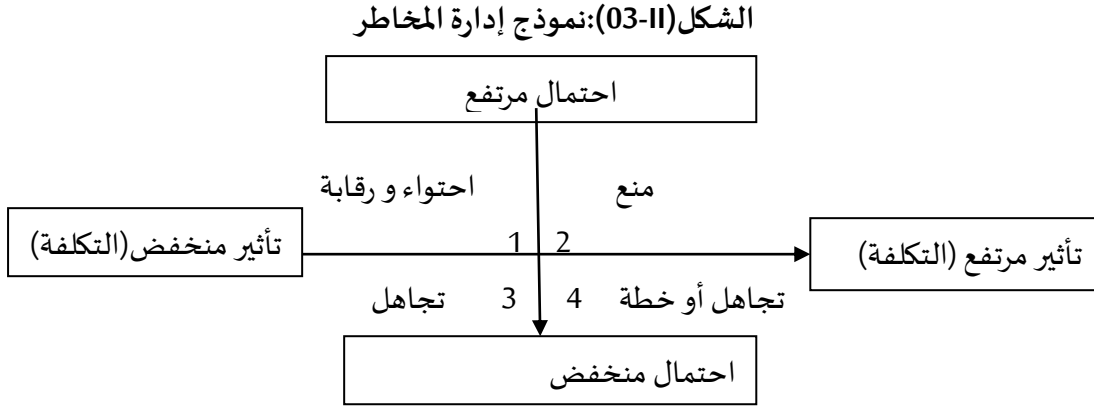 الشكل(03-II):نموذج إدارة المخاطر
احتمال مرتفع
منع
احتواء و رقابة
تأثير مرتفع (التكلفة)
2
1
تأثير منخفض(التكلفة)
تجاهل أو خطة
4
3
تجاهل
احتمال منخفض